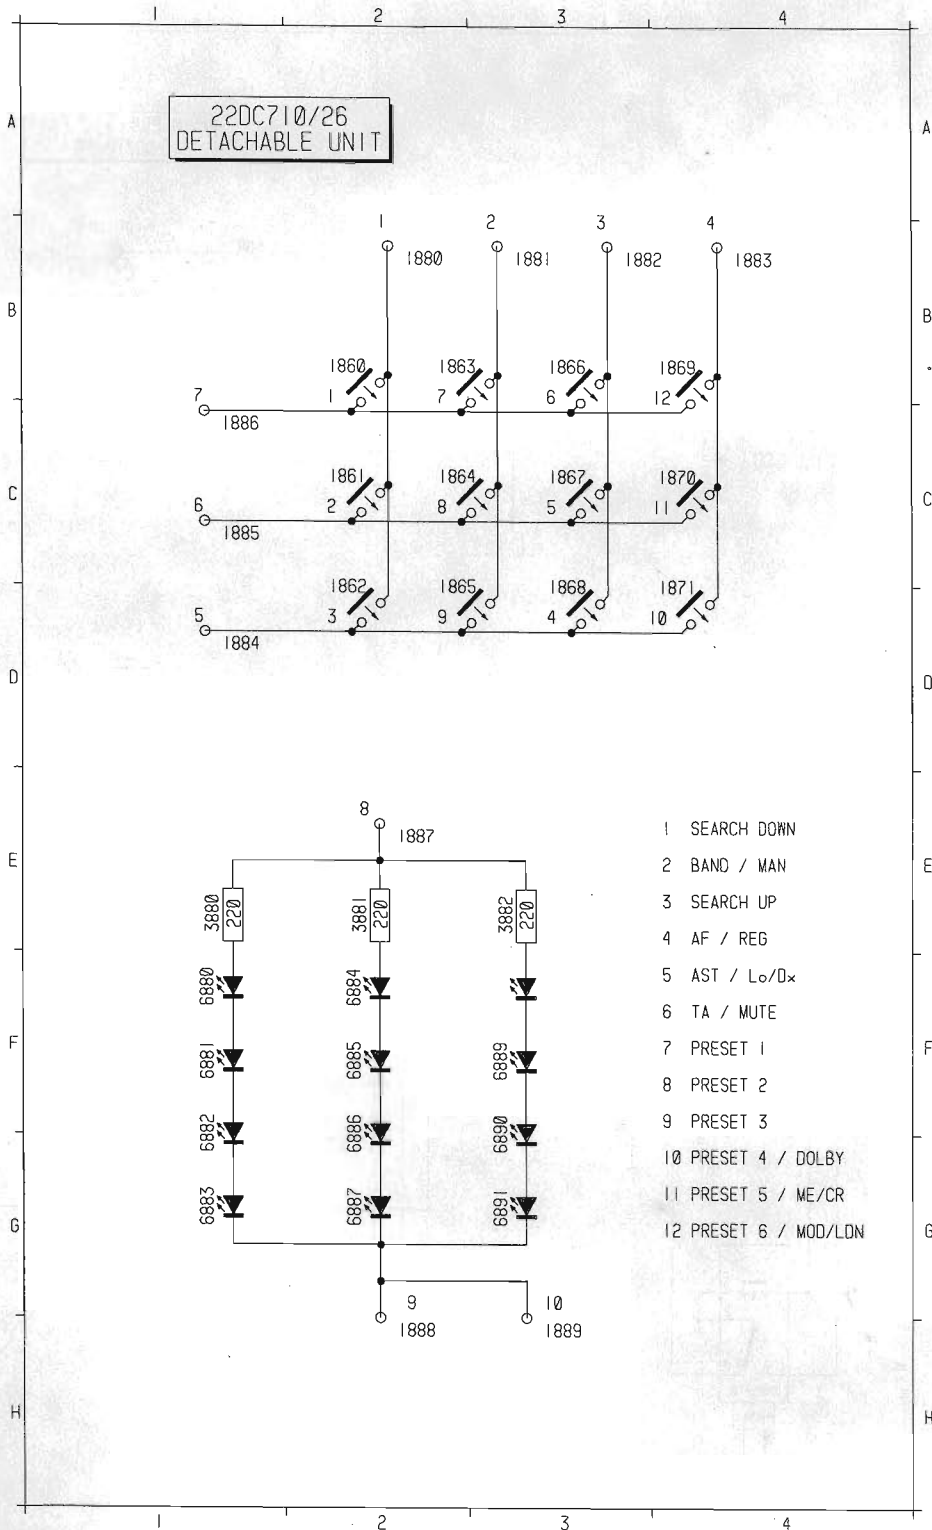 1 2 3 4
A A
22DC710/26
DETACHABLE UNIT
1 2 3 4
1880 1881 1882 1883
B B
1860 1863 1866 1869
7 1 7 6 12
1886
1861 1864 1867 1870
C C
6 2 8 5 11
1885
1862 1865 1868 1871
5 3 9 4 10
1884
D D
8
1887
1 SEARCH DOWN
E E
2 BAND / MAN
3880 220 3881 220 3882 220
3 SEARCH UP
4 AF / REG
6880 6884
5 AST / Lo/Dx
6 TA / MUTE
F F
6881 6885 6889
7 PRESET 1
8 PRESET 2
6882 6886 6890
9 PRESET 3
10 PRESET 4 / DOLBY
6883 6887 6891
11 PRESET 5 / ME/CR
G G
12 PRESET 6 / MOD/LDN
9 10
1888 1889
H H
1 2 3 4